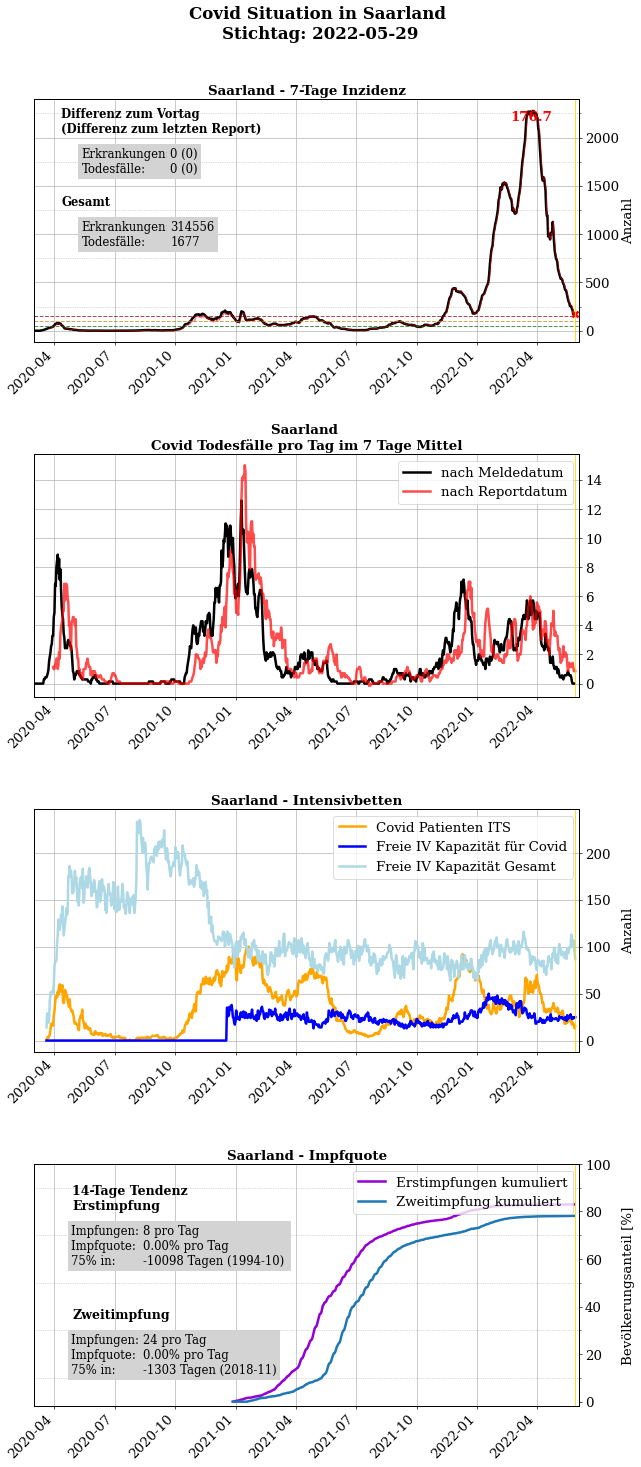 Covid Situation in Saarland
Stichtag: 2022-05-29
Saarland - 7-Tage Inzidenz
Differenz zum Vortag
(Differenz zum letzten Report)
Erkrankungen 0 (0)
Todesfälle: 0 (0)
Gesamt
Erkrankungen 314556
Todesfälle: 1677
176.7
2000
1500
1000
500
0
Anzahl
2020-04 2020-07 2020-10 2021-01 2021-04 2021-07 2021-10 2022-01 2022-04
Saarland
Covid Todesfälle pro Tag im 7 Tage Mittel
nach Meldedatum
nach Reportdatum
14
12
10
8
6
4
2
0
2020-04 2020-07 2020-10 2021-01 2021-04 2021-07 2021-10 2022-01 2022-04
Saarland - Intensivbetten
Covid Patienten ITS
Freie IV Kapazität für Covid
Freie IV Kapazität Gesamt
200
150
100
50
0
Anzahl
2020-04 2020-07 2020-10 2021-01 2021-04 2021-07 2021-10 2022-01 2022-04
Saarland - Impfquote
14-Tage Tendenz
Erstimpfung
Impfungen: 8 pro Tag
Impfquote: 0.00% pro Tag
75% in: -10098 Tagen (1994-10)
Zweitimpfung
Impfungen: 24 pro Tag
Impfquote: 0.00% pro Tag
75% in: -1303 Tagen (2018-11)
Erstimpfungen kumuliert
Zweitimpfung kumuliert
100
80
60
40
20
0
Bevölkerungsanteil [%]
2020-04 2020-07 2020-10 2021-01 2021-04 2021-07 2021-10 2022-01 2022-04